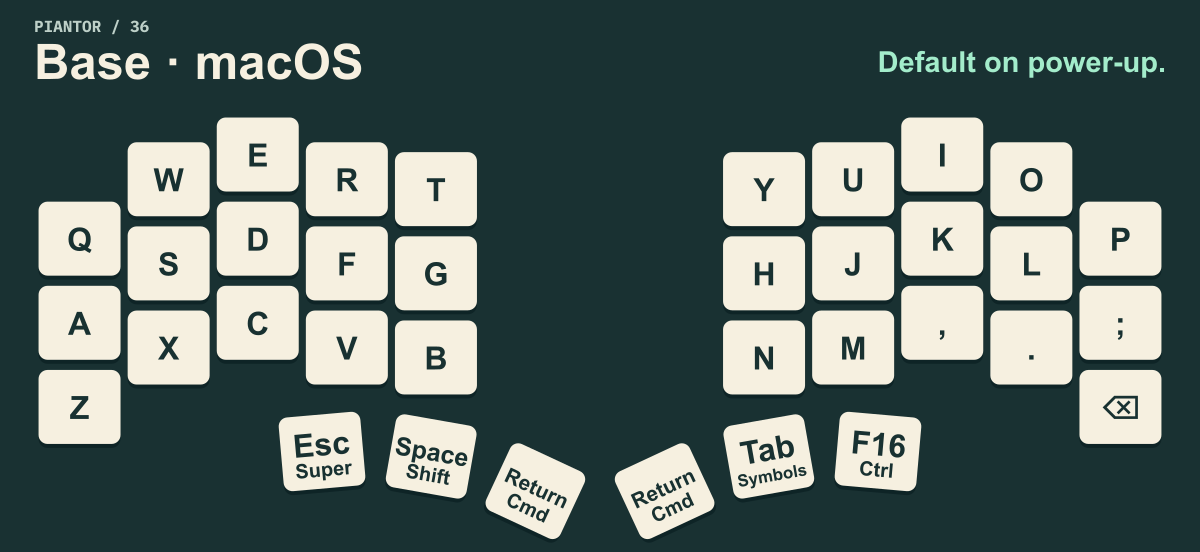 PIANTOR / 36
Base · macOS
Default on power-up.
Q W E R T
Y U I O P
A S D F G
H J K L ;
Z X C V B
N M , . ⌫
Esc
Super
Space
Shift
Return
Cmd
Return
Cmd
Tab
Symbols
F16
Ctrl